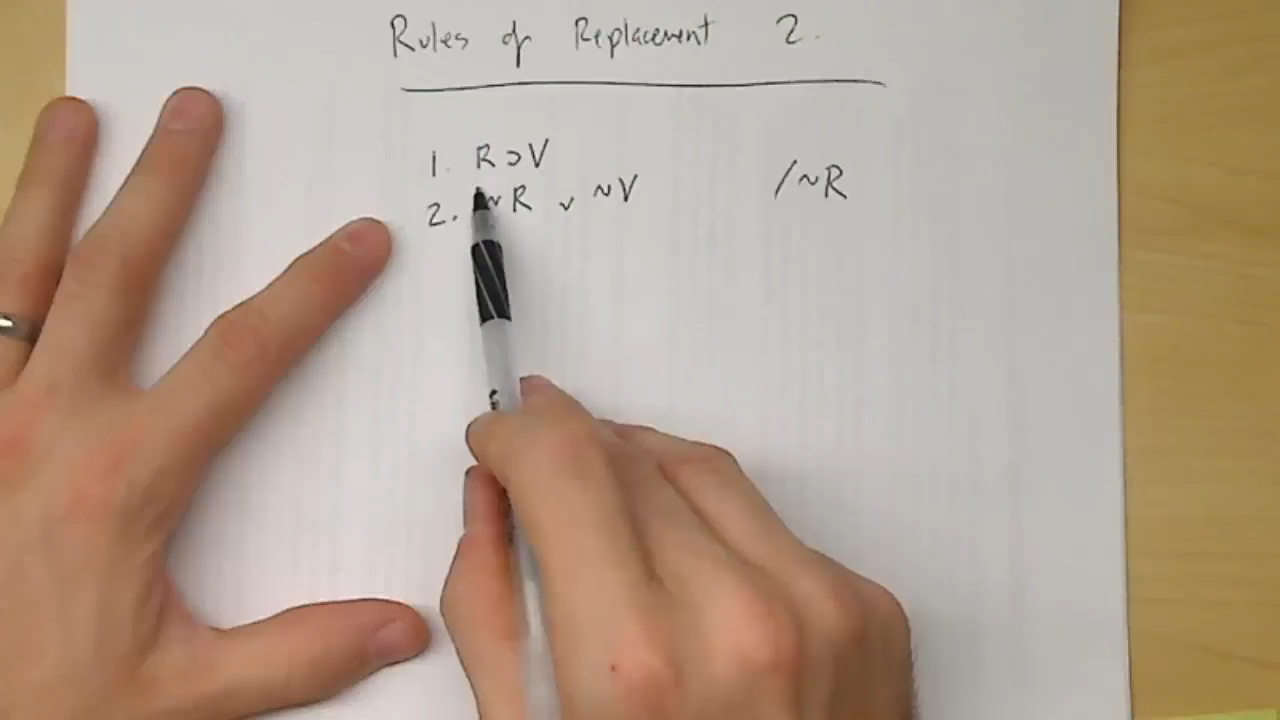 Rules of Replacement 2.
1. R ⊃ V
2. ~R v ~V /~R